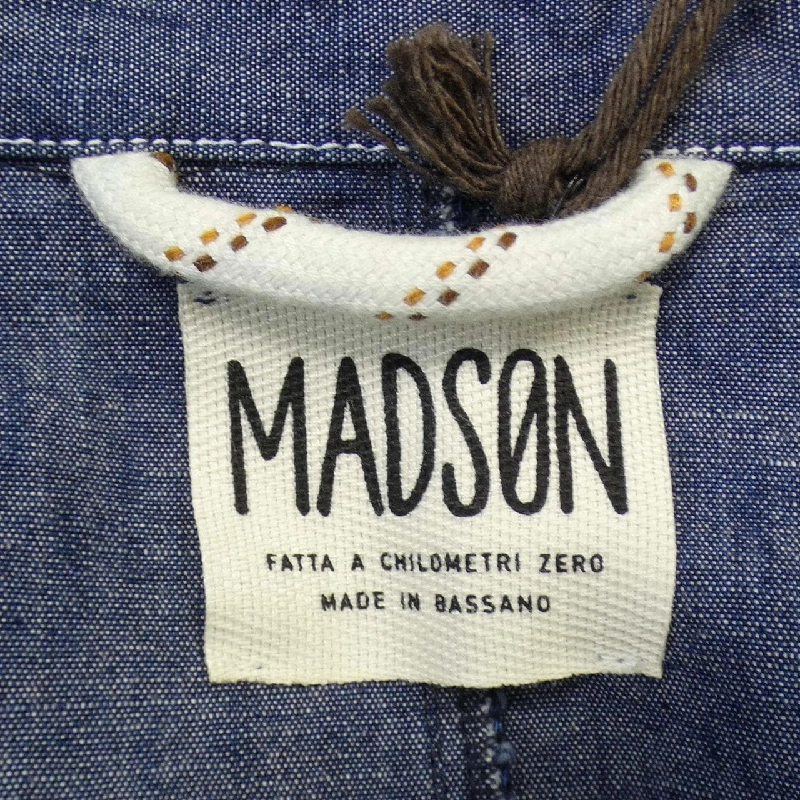 MADSØN
FATTA A CHILOMETRI ZERO
MADE IN BASSANO